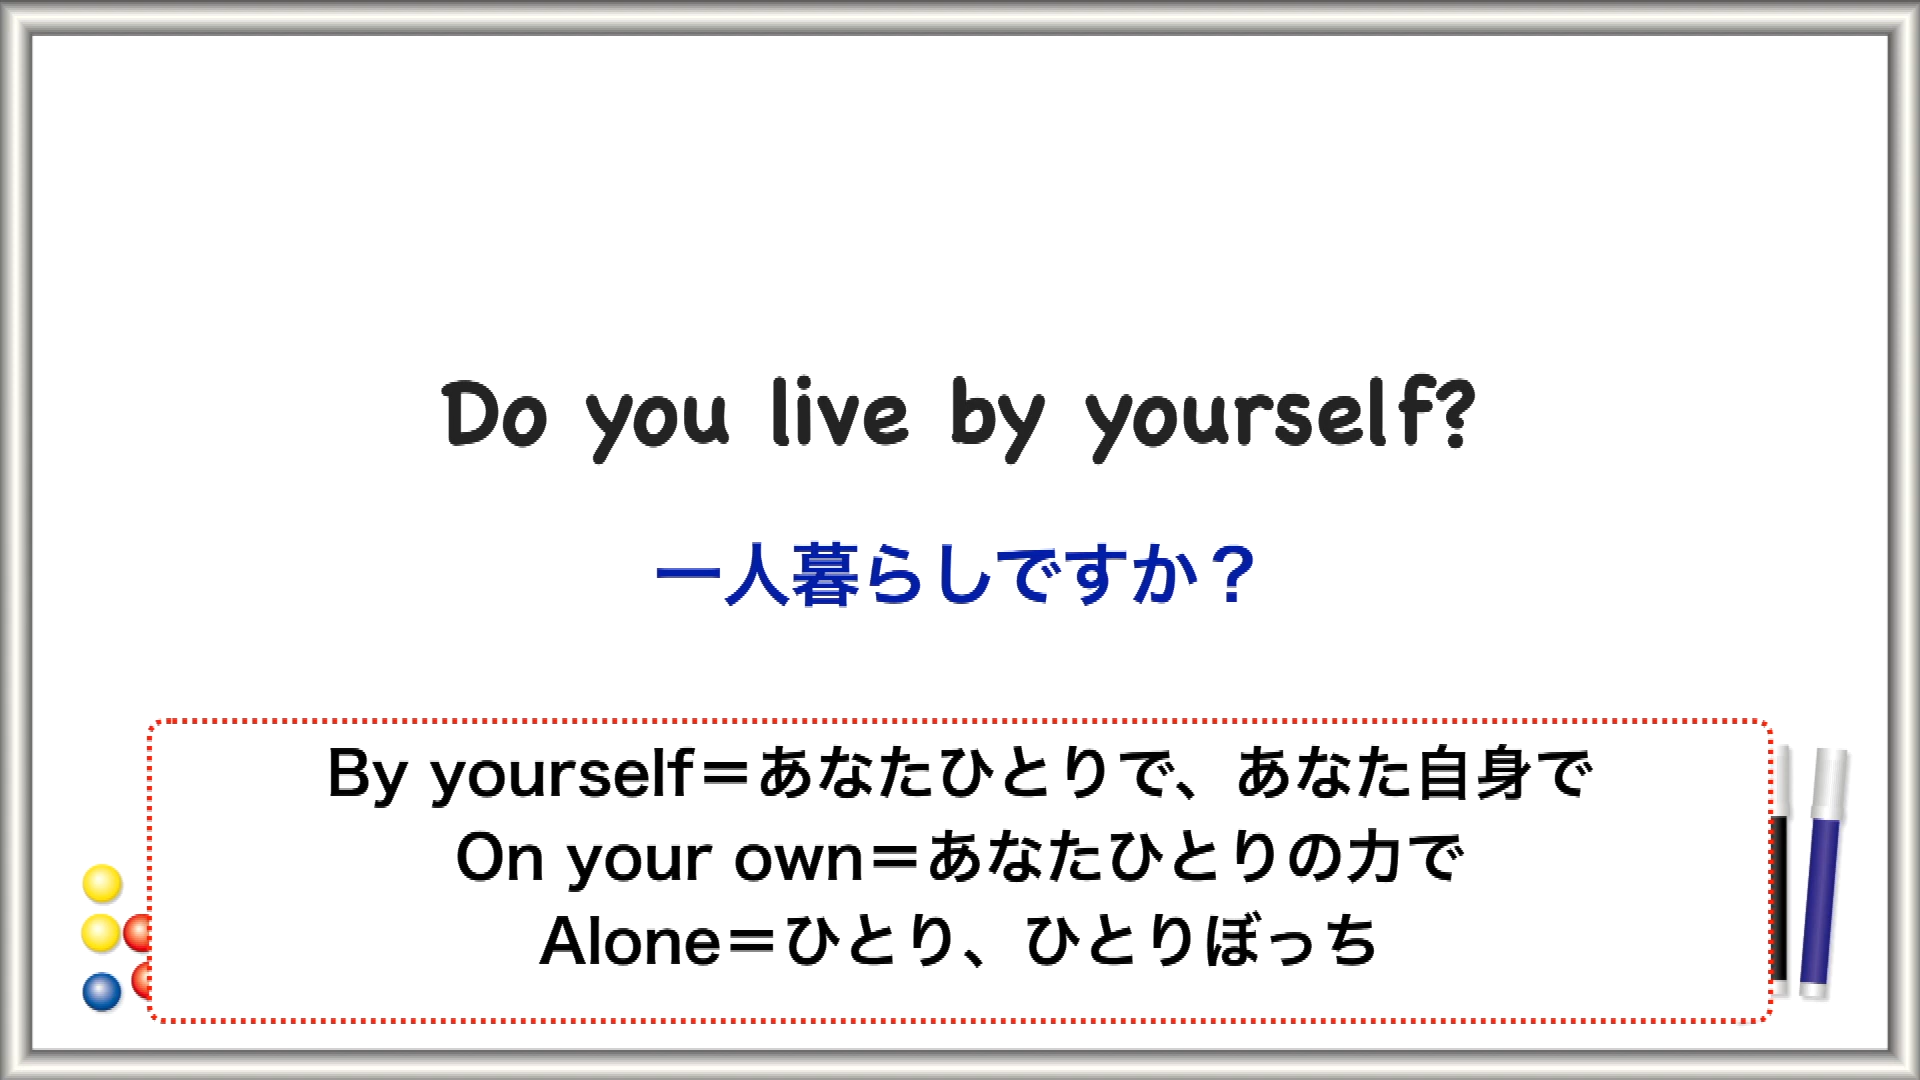 Do you live by yourself?
一人暮らしですか？
By yourself＝あなたひとりで、あなた自身で
On your own＝あなたひとりの力で
Alone＝ひとり、ひとりぼっち